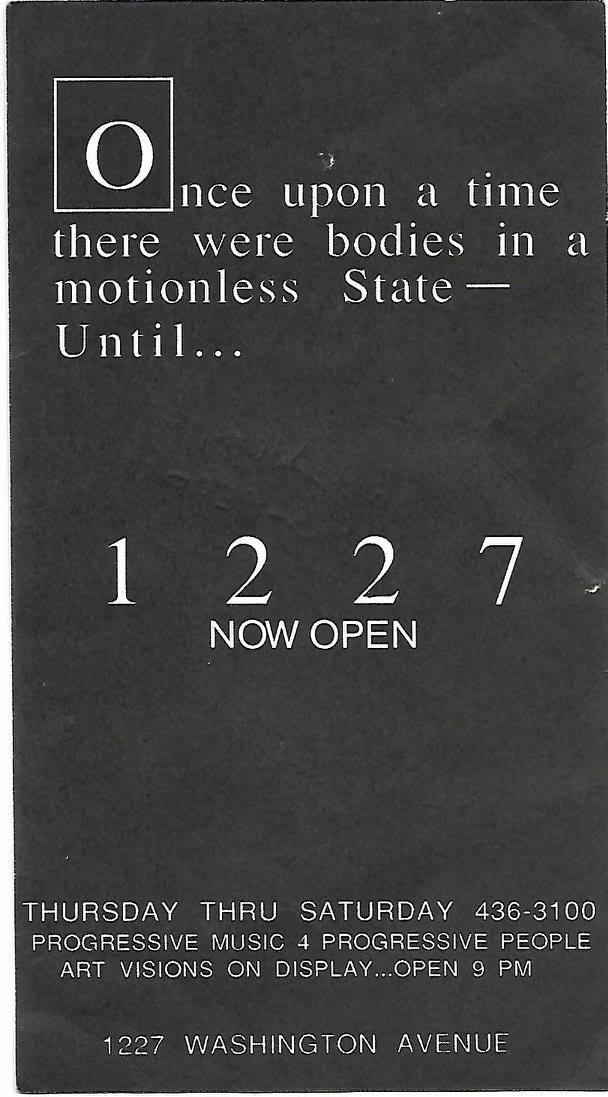 Once upon a time
there were bodies in a
motionless State —
Until...
1 2 2 7
NOW OPEN
THURSDAY THRU SATURDAY 436-3100
PROGRESSIVE MUSIC 4 PROGRESSIVE PEOPLE
ART VISIONS ON DISPLAY...OPEN 9 PM
1227 WASHINGTON AVENUE